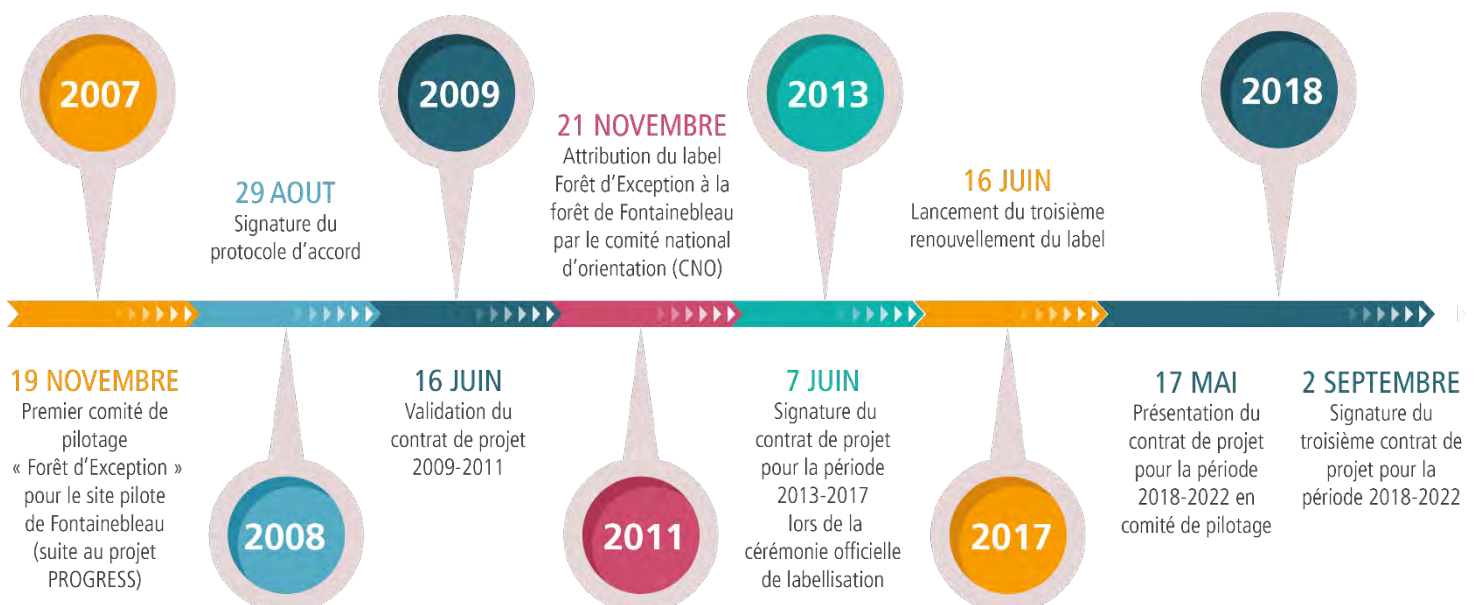 2007
19 NOVEMBRE
Premier comité de
pilotage
« Forêt d’Exception »
pour le site pilote
de Fontainebleau
(suite au projet
PROGRESS)
29 AOUT
Signature du
protocole d’accord
2008
2009
16 JUIN
Validation du
contrat de projet
2009-2011
21 NOVEMBRE
Attribution du label
Forêt d’Exception à la
forêt de Fontainebleau
par le comité national
d’orientation (CNO)
2011
2013
7 JUIN
Signature du
contrat de projet
pour la période
2013-2017
lors de la
cérémonie officielle
de labellisation
16 JUIN
Lancement du troisième
renouvellement du label
2017
2018
17 MAI
Présentation du
contrat de projet
pour la période
2018-2022 en
comité de pilotage
2 SEPTEMBRE
Signature du
troisième contrat de
projet pour la
période 2018-2022